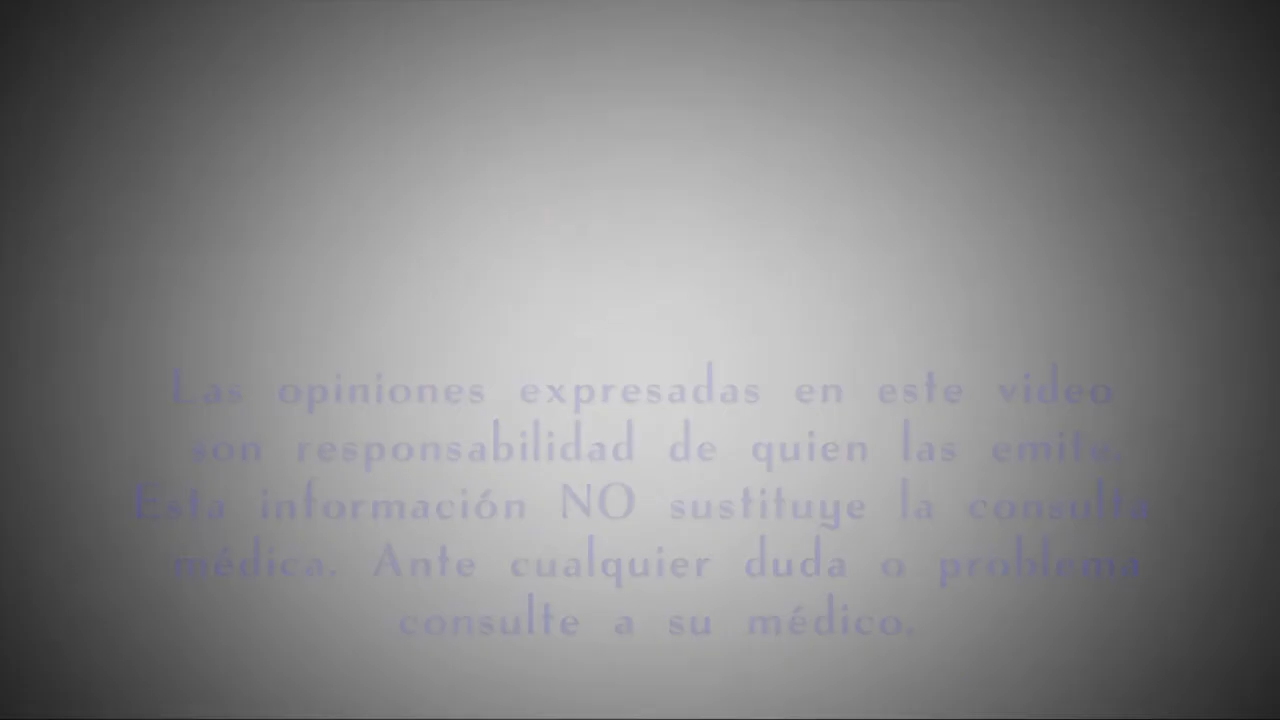 Las opiniones expresadas en este video
son responsabilidad de quien las emite.
Esta información NO sustituye la consulta
médica. Ante cualquier duda o problema
consulte a su médico.